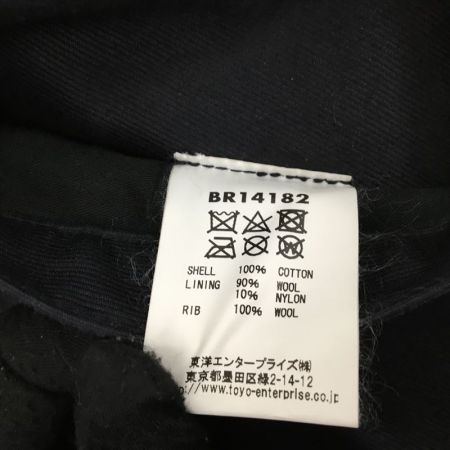 BR14182
SHELL 100% COTTON
LINING 90% WOOL
10% NYLON
RIB 100% WOOL
東洋エンタープライズ㈱
東京都墨田区緑2-14-12
www.toyo-enterprise.co.jp